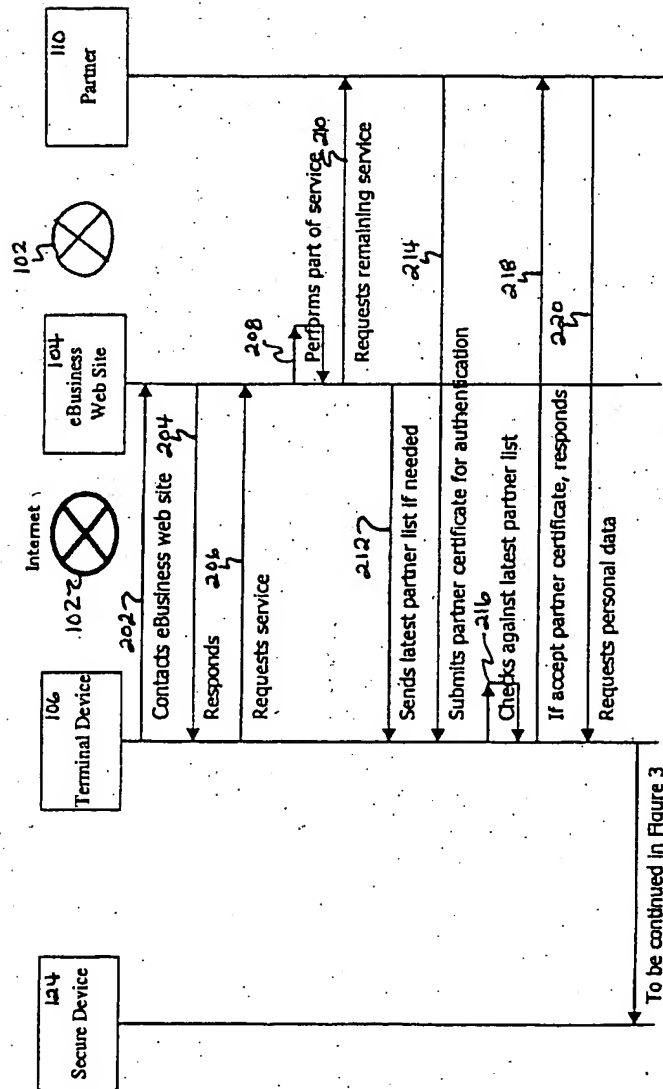 124
Secure Device
106
Terminal Device
Internet
102
104
eBusiness
Web Site
102
110
Partner
202
Contacts eBusiness web site
204
Responds
206
Requests service
208
Performs part of service
210
Requests remaining service
212
Sends latest partner list if needed
214
Submits partner certificate for authentication
216
Checks against latest partner list
218
If accept partner certificate, responds
220
Requests personal data
To be continued in Figure 3